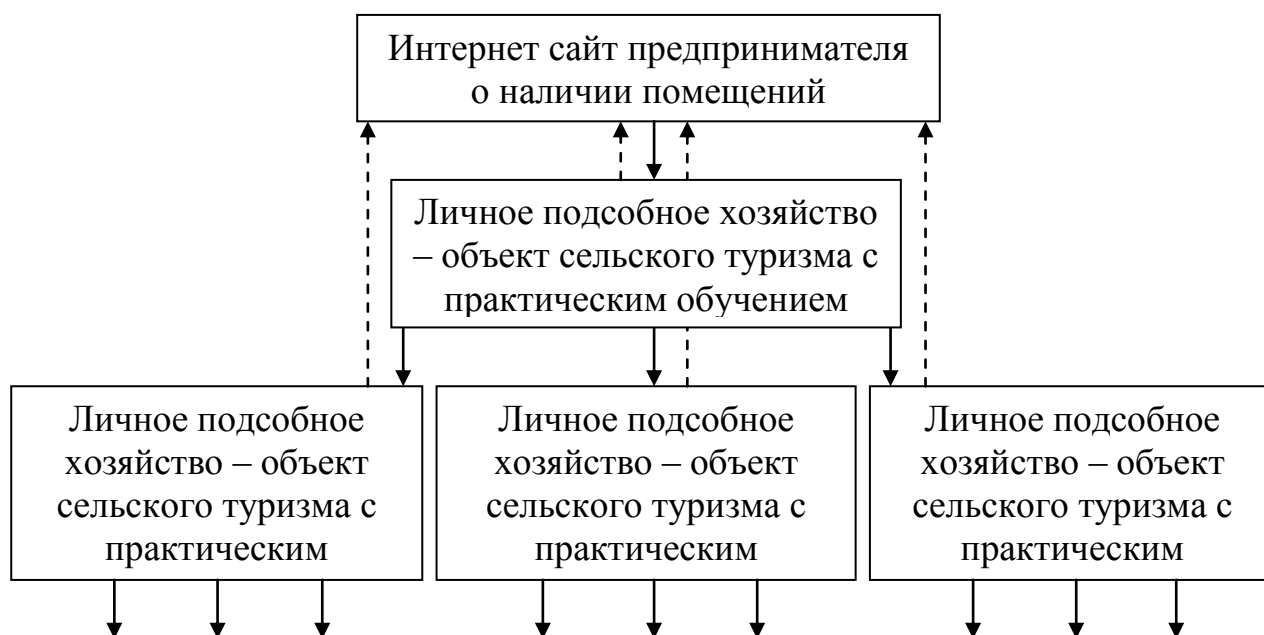 Интернет сайт предпринимателя
о наличии помещений
Личное подсобное хозяйство
– объект сельского туризма с
практическим обучением
Личное подсобное
хозяйство – объект
сельского туризма с
практическим
Личное подсобное
хозяйство – объект
сельского туризма с
практическим
Личное подсобное
хозяйство – объект
сельского туризма с
практическим